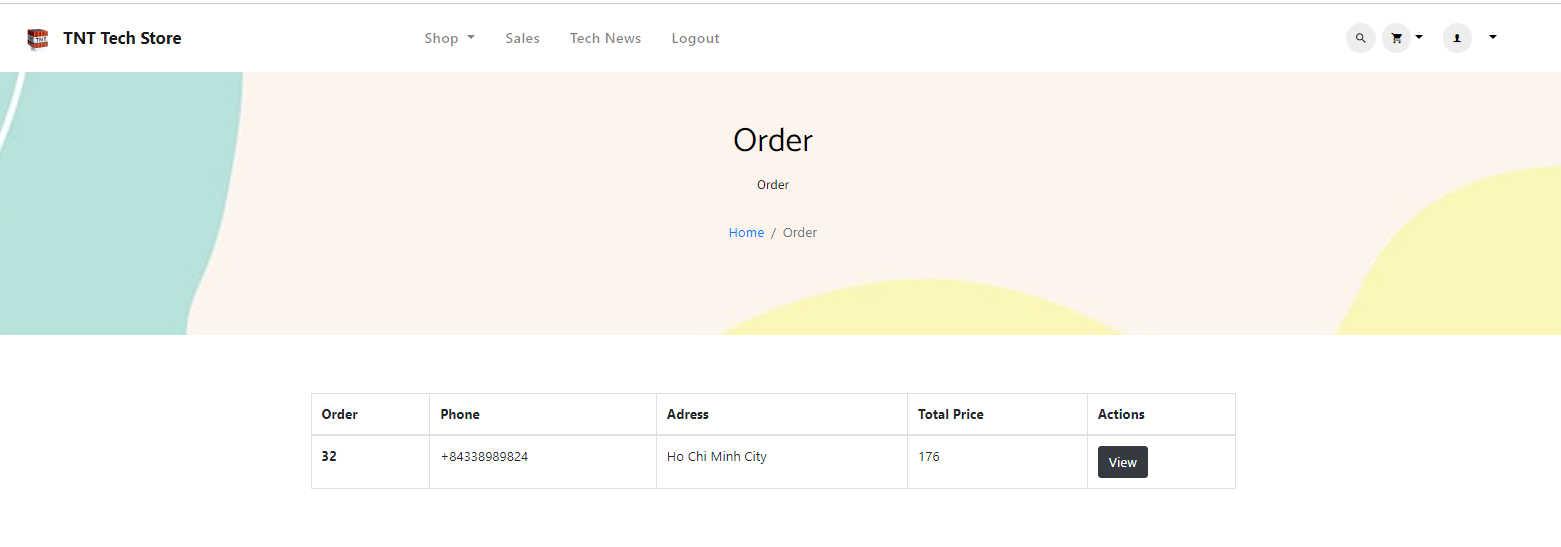 TNT
TNT Tech Store Shop Sales Tech News Logout
Order
Order
Home / Order
Order Phone Adress Total Price Actions
32 +84338989824 Ho Chi Minh City 176 View